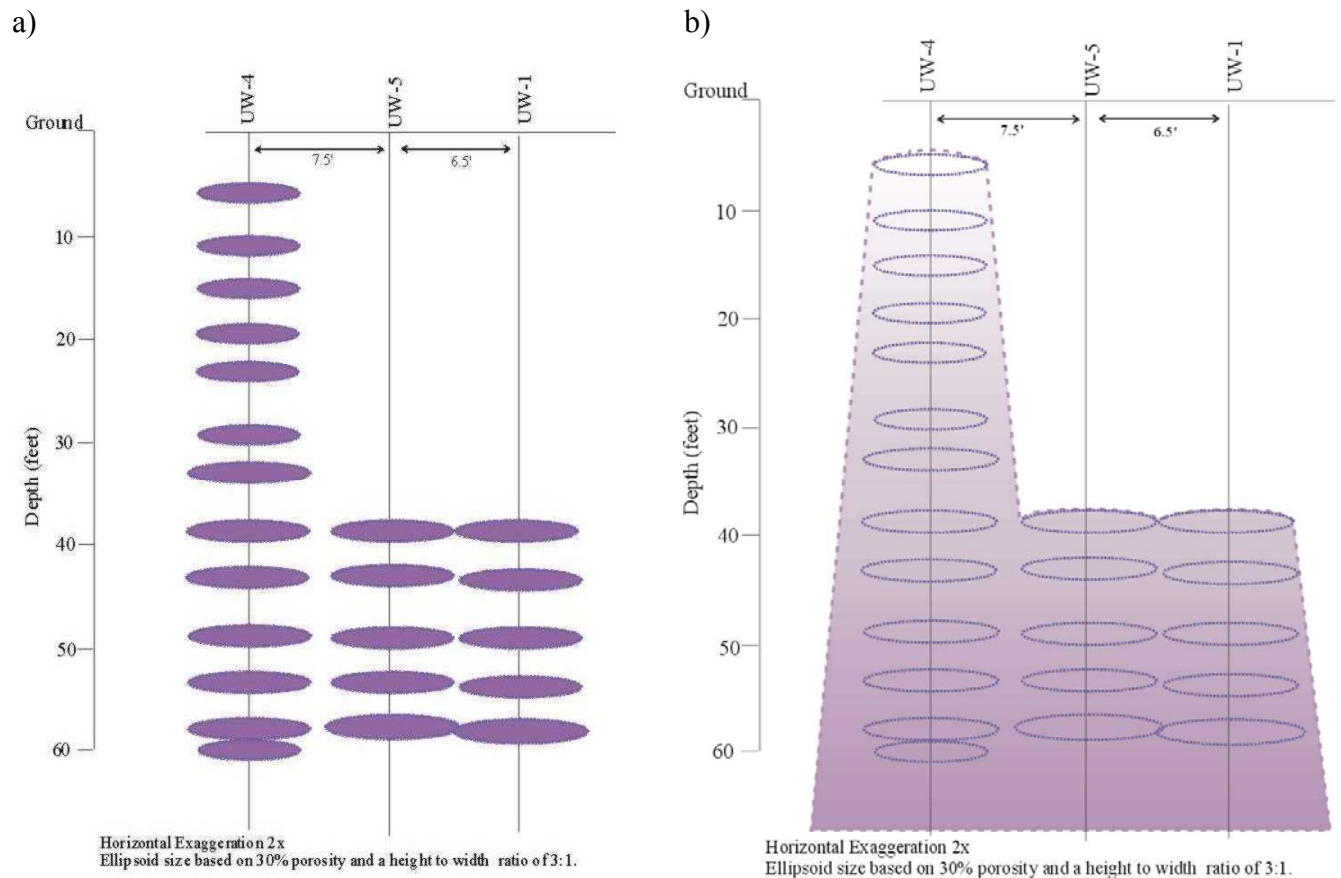 a)
UW-4
UW-5
UW-1
Ground
7.5'
6.5'
10
20
30
40
50
60
Depth (feet)
Horizontal Exaggeration 2x
Ellipsoid size based on 30% porosity and a height to width ratio of 3:1.
b)
UW-4
UW-5
UW-1
Ground
7.5'
6.5'
10
20
30
40
50
60
Depth (feet)
Horizontal Exaggeration 2x
Ellipsoid size based on 30% porosity and a height to width ratio of 3:1.